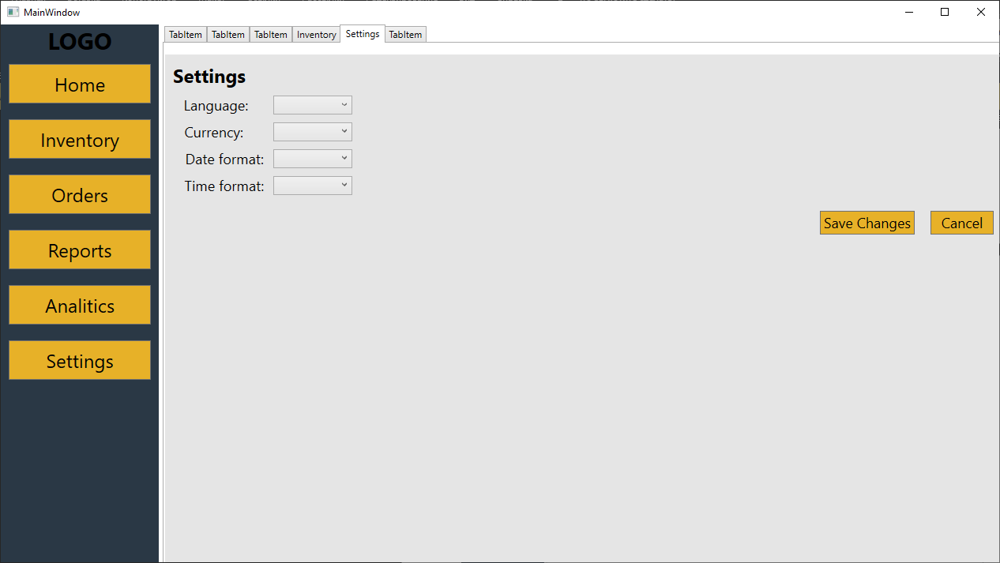 MainWindow
LOGO
Home
Inventory
Orders
Reports
Analitics
Settings
TabItem TabItem TabItem Inventory Settings TabItem
Settings
Language:
Currency:
Date format:
Time format:
Save Changes Cancel